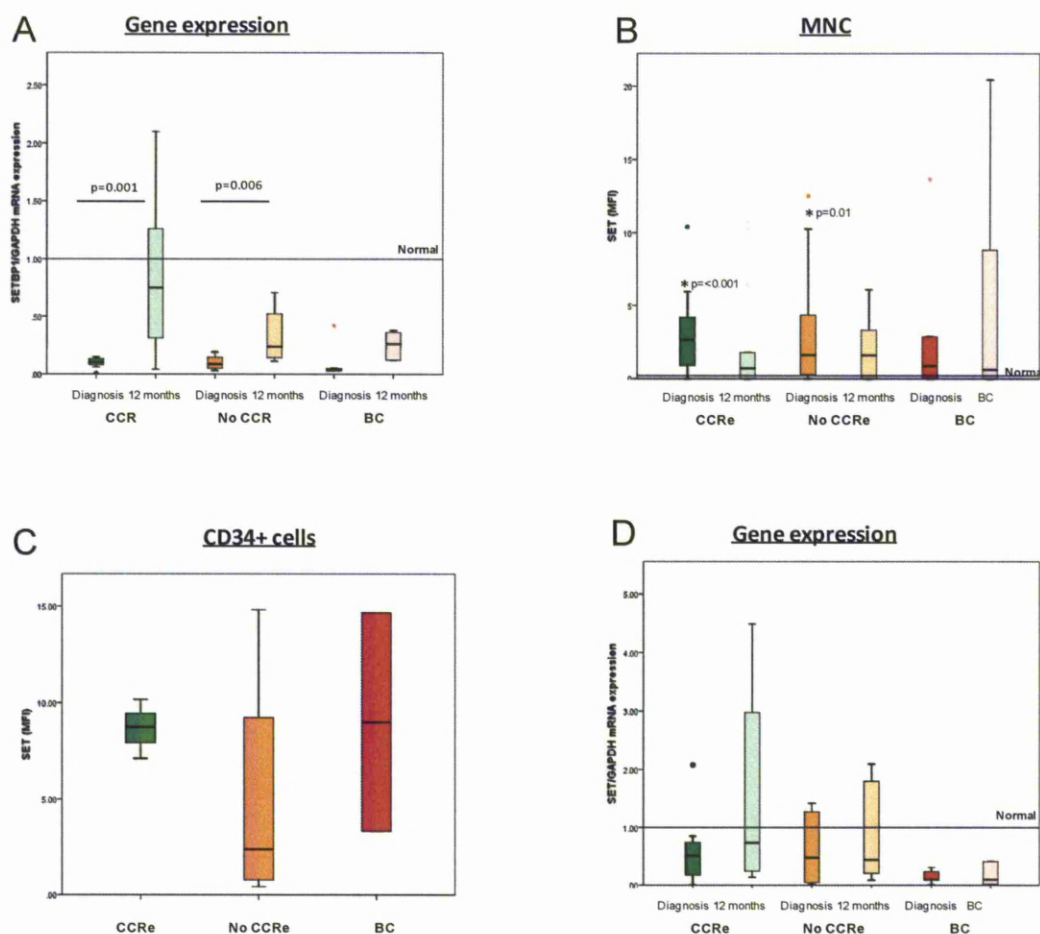 A
Gene expression
SETBP1/GAPDH mRNA expression
2.50
2.00
1.50
1.00
.50
.00
p=0.001
p=0.006
Normal
Diagnosis 12 months Diagnosis 12 months Diagnosis 12 months
CCR No CCR BC
B
MNC
SET (MFI)
20
15
10
5
0
* p=<0.001
* p=0.01
Normal
Diagnosis 12 months Diagnosis 12 months Diagnosis BC
CCRe No CCRe BC
C
CD34+ cells
SET (MFI)
15.00
10.00
5.00
.00
CCRe No CCRe BC
D
Gene expression
SET/GAPDH mRNA expression
5.00
4.00
3.00
2.00
1.00
.00
Normal
Diagnosis 12 months Diagnosis 12 months Diagnosis BC
CCRe No CCRe BC